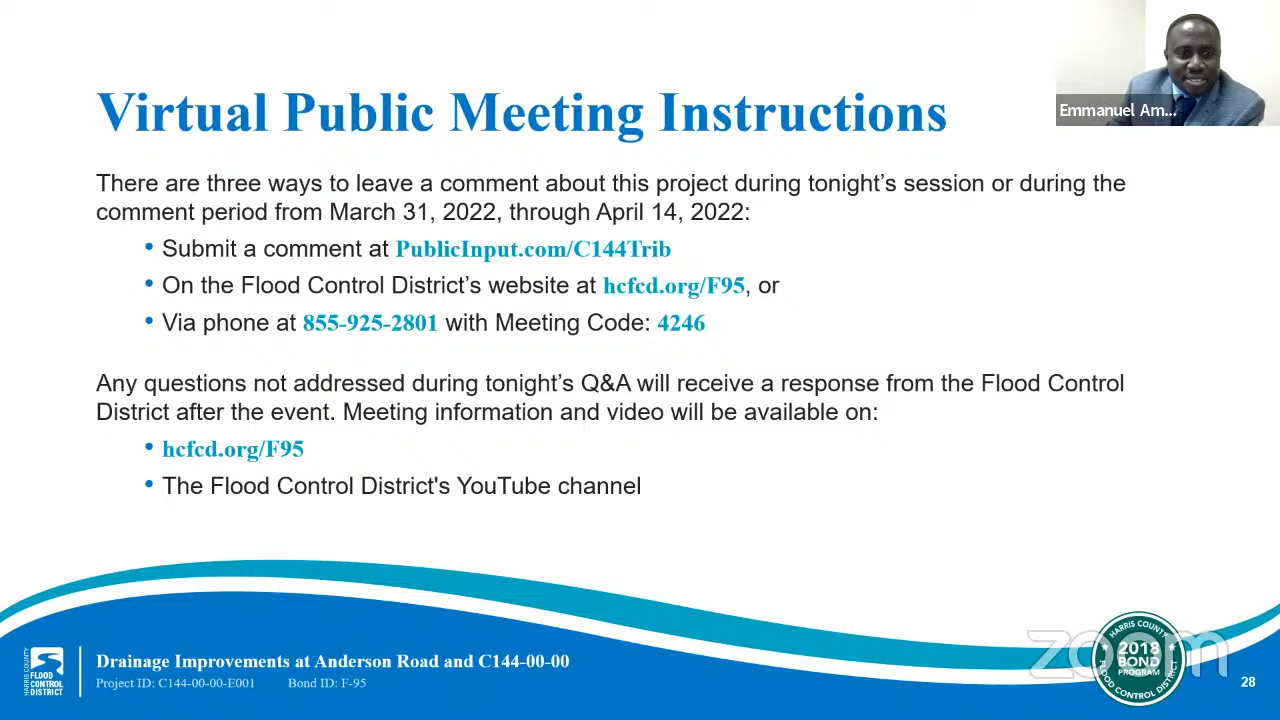 Virtual Public Meeting Instructions
Emmanuel Am...
There are three ways to leave a comment about this project during tonight's session or during the
comment period from March 31, 2022, through April 14, 2022:
• Submit a comment at PublicInput.com/C144Trib
• On the Flood Control District's website at hcfcd.org/F95, or
• Via phone at 855-925-2801 with Meeting Code: 4246
Any questions not addressed during tonight's Q&A will receive a response from the Flood Control
District after the event. Meeting information and video will be available on:
• hcfcd.org/F95
• The Flood Control District's YouTube channel
HARRIS COUNTY
FLOOD
CONTROL
DISTRICT
Drainage Improvements at Anderson Road and C144-00-00
Project ID: C144-00-00-E001 Bond ID: F-95
zoom
HARRIS COUNTY
2018
BOND
PROGRAM
FLOOD CONTROL DISTRICT
28